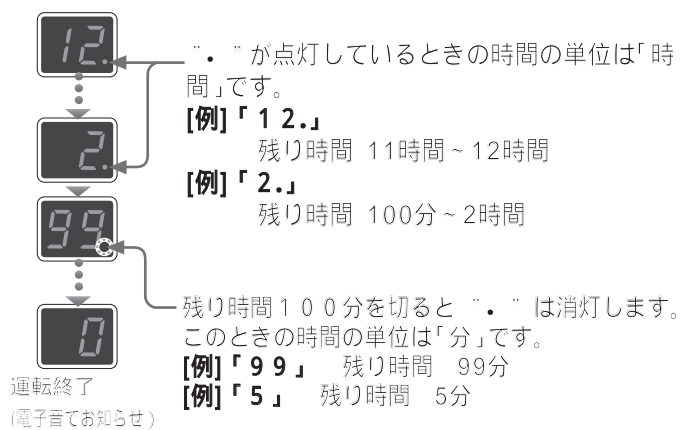 12.
"．"が点灯しているときの時間の単位は「時
間」です。
[例]「12.」
残り時間 11時間~12時間
2.
[例]「2.」
残り時間 100分~2時間
99
残り時間100分を切ると "．" は消灯します。
このときの時間の単位は「分」です。
[例]「99」 残り時間 99分
[例]「5」 残り時間 5分
0
運転終了
(電子音でお知らせ)